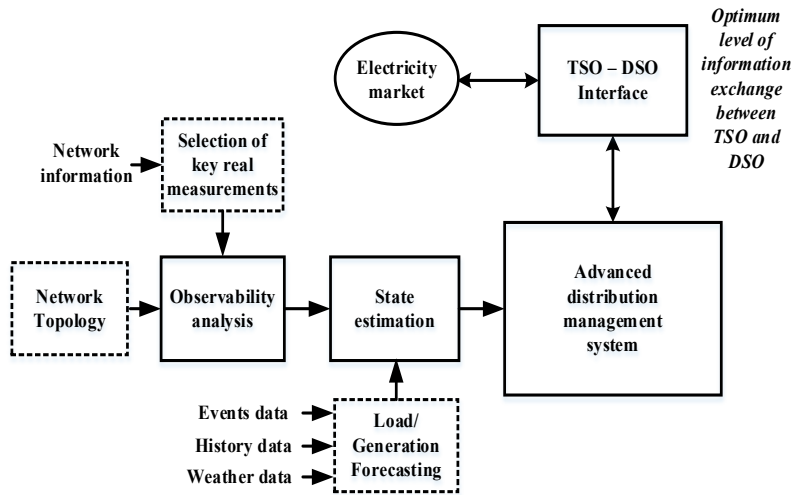 Optimum
level of
information
exchange
between
TSO and
DSO
Electricity
market
TSO – DSO
Interface
Network
information
Selection of
key real
measurements
Network
Topology
Observability
analysis
State
estimation
Advanced
distribution
management
system
Events data
History data
Weather data
Load/
Generation
Forecasting